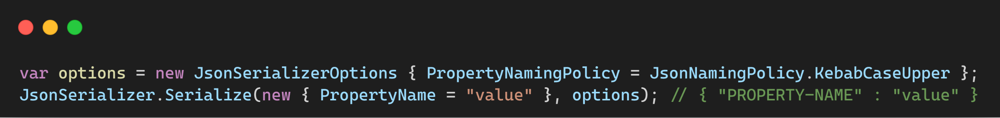 var options = new JsonSerializerOptions { PropertyNamingPolicy = JsonNamingPolicy.KebabCaseUpper };
JsonSerializer.Serialize(new { PropertyName = "value" }, options); // { "PROPERTY-NAME" : "value" }